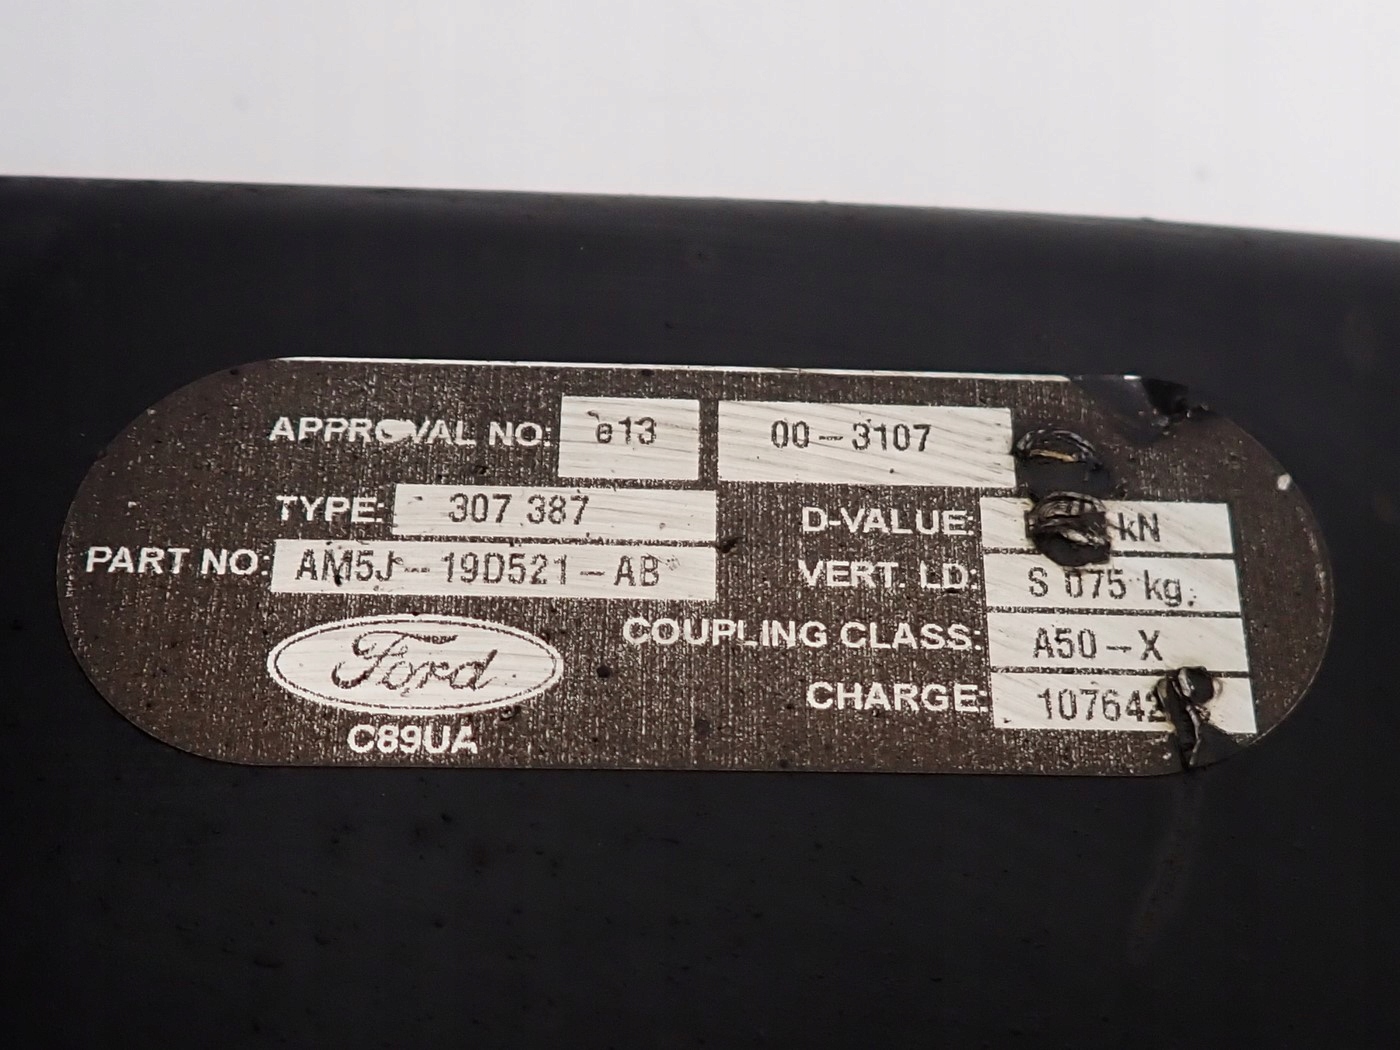 APPROVAL NO: e13 00-3107
TYPE: 307 387
D-VALUE: kN
PART NO: AM5J-19D521-AB
VERT. LD: S 075 kg.
Ford
COUPLING CLASS: A50-X
C89UA
CHARGE: